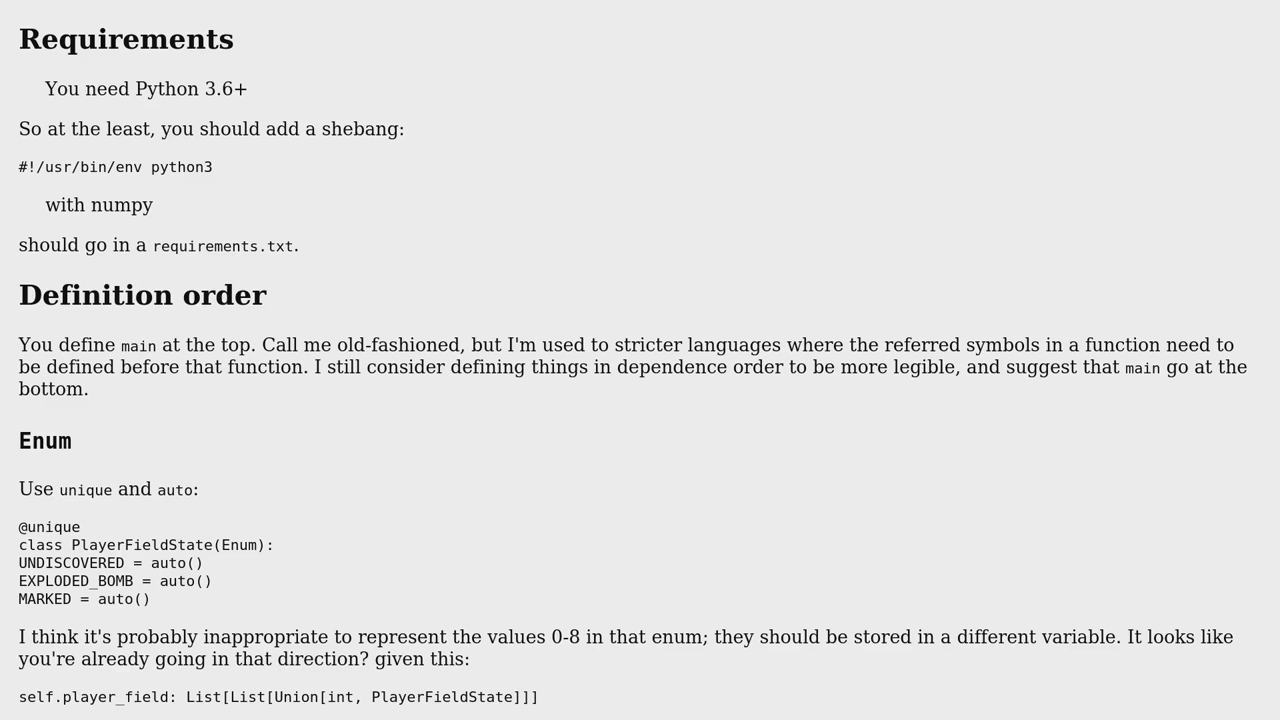 Requirements
You need Python 3.6+
So at the least, you should add a shebang:
#!/usr/bin/env python3
with numpy
should go in a requirements.txt.
Definition order
You define main at the top. Call me old-fashioned, but I'm used to stricter languages where the referred symbols in a function need to
be defined before that function. I still consider defining things in dependence order to be more legible, and suggest that main go at the
bottom.
Enum
Use unique and auto:
@unique
class PlayerFieldState(Enum):
UNDISCOVERED = auto()
EXPLODED_BOMB = auto()
MARKED = auto()
I think it's probably inappropriate to represent the values 0-8 in that enum; they should be stored in a different variable. It looks like
you're already going in that direction? given this:
self.player_field: List[List[Union[int, PlayerFieldState]]]